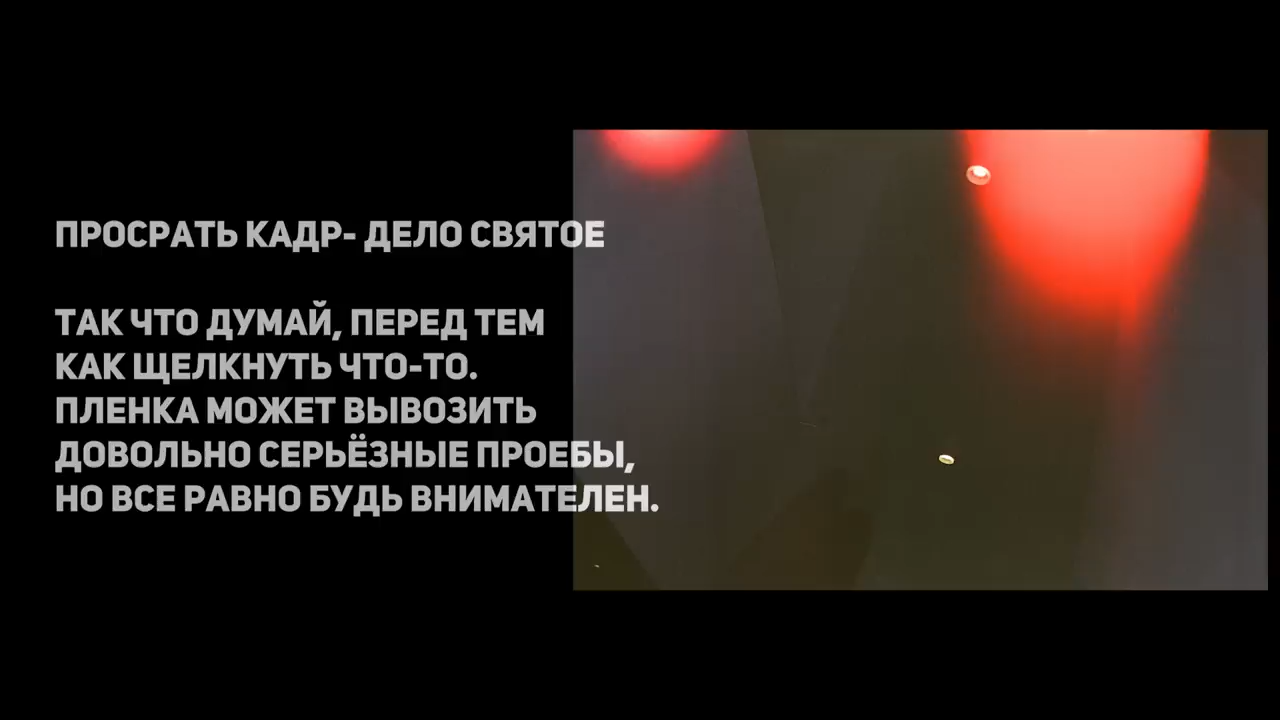 ПРОСРАТЬ КАДР- ДЕЛО СВЯТОЕ
ТАК ЧТО ДУМАЙ, ПЕРЕД ТЕМ
КАК ЩЕЛКНУТЬ ЧТО-ТО.
ПЛЕНКА МОЖЕТ ВЫВОЗИТЬ
ДОВОЛЬНО СЕРЬЁЗНЫЕ ПРОЕБЫ,
НО ВСЕ РАВНО БУДЬ ВНИМАТЕЛЕН.